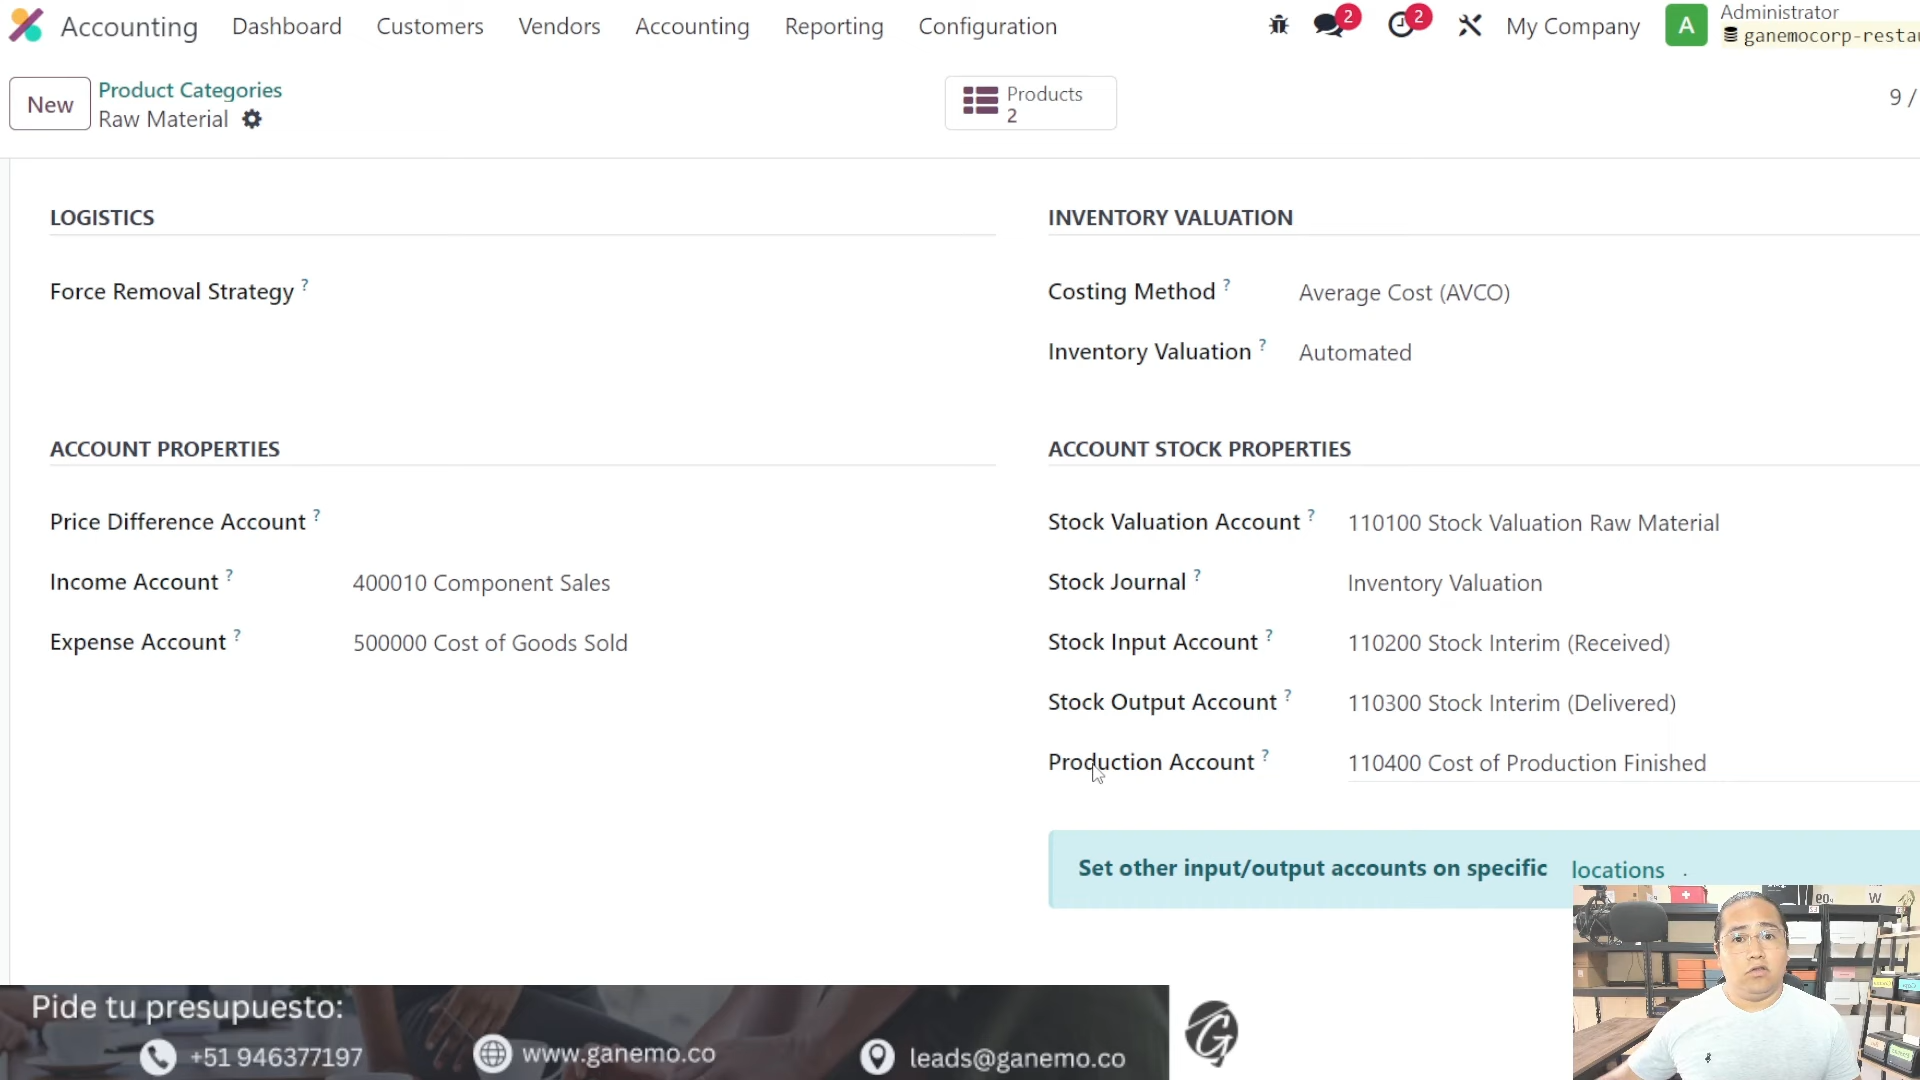 Accounting Dashboard Customers Vendors Accounting Reporting Configuration 2 2 My Company A Administrator
ganemocorp-restau
New Product Categories
Raw Material
Products
2
9 /
LOGISTICS
Force Removal Strategy ?
INVENTORY VALUATION
Costing Method ? Average Cost (AVCO)
Inventory Valuation ? Automated
ACCOUNT PROPERTIES
Price Difference Account ?
Income Account ? 400010 Component Sales
Expense Account ? 500000 Cost of Goods Sold
ACCOUNT STOCK PROPERTIES
Stock Valuation Account ? 110100 Stock Valuation Raw Material
Stock Journal ? Inventory Valuation
Stock Input Account ? 110200 Stock Interim (Received)
Stock Output Account ? 110300 Stock Interim (Delivered)
Production Account ? 110400 Cost of Production Finished
Set other input/output accounts on specific locations .
Pide tu presupuesto:
+51 946377197 www.ganemo.co leads@ganemo.co
G